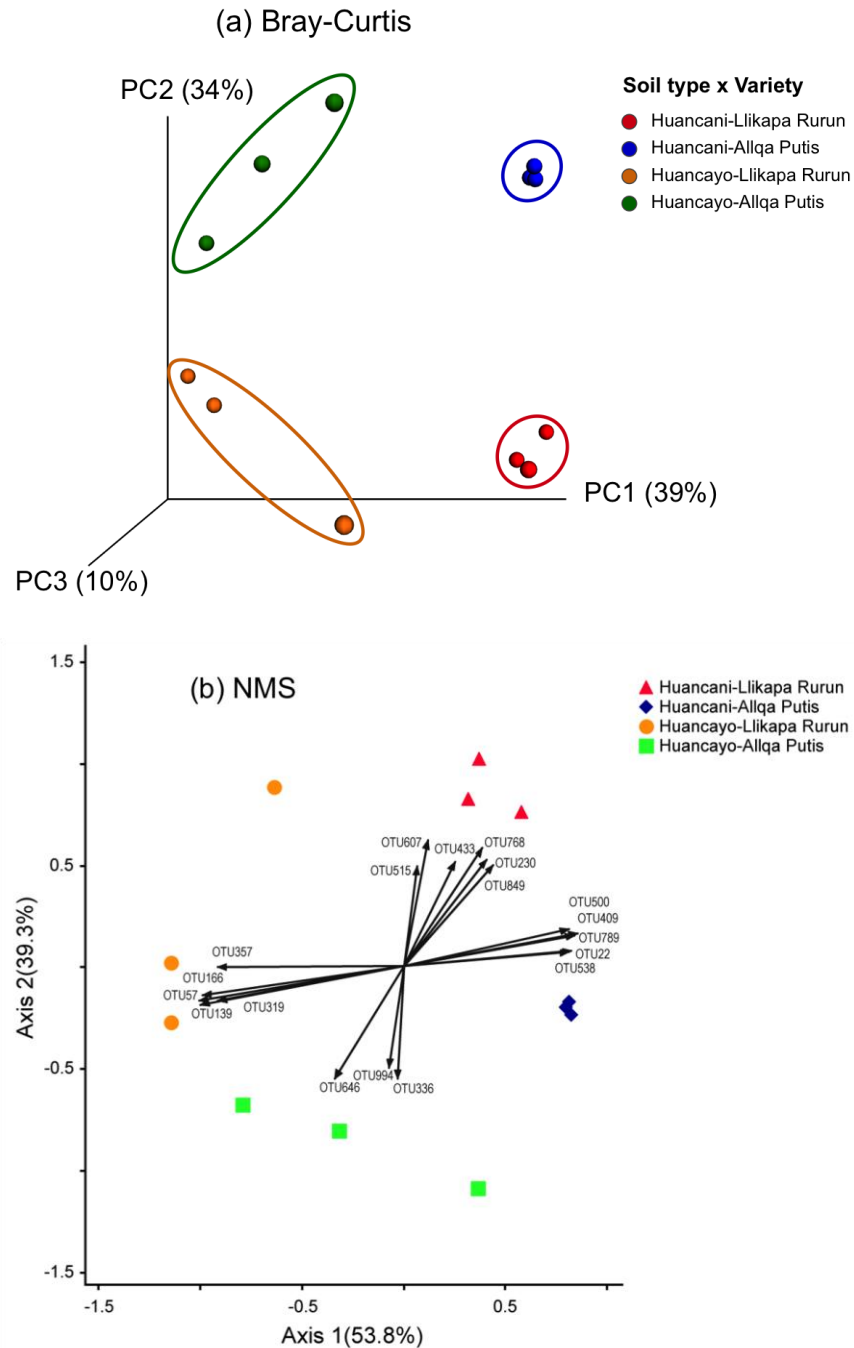 (a) Bray-Curtis
PC2 (34%)
Soil type x Variety
Huancani-Llikapa Rurun
Huancani-Allqa Putis
Huancayo-Llikapa Rurun
Huancayo-Allqa Putis
PC1 (39%)
PC3 (10%)
1.5
(b) NMS
Huancani-Llikapa Rurun
Huancani-Allqa Putis
Huancayo-Llikapa Rurun
Huancayo-Allqa Putis
OTU607
OTU433
OTU768
OTU515
OTU230
OTU849
0.5
OTU500
OTU409
OTU789
OTU22
OTU538
OTU357
OTU166
OTU57
OTU139
OTU319
Axis 2(39.3%)
-0.5
OTU646
OTU994
OTU336
-1.5
-1.5
-0.5
0.5
Axis 1(53.8%)